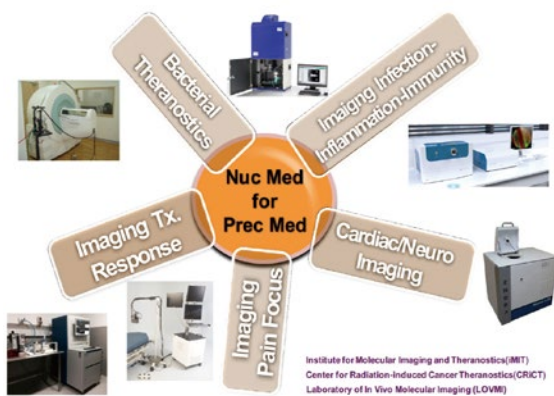 Bacterial
Theranostics
Imaigng Infection-
Inflammation-Immunity
Nuc Med
for
Prec Med
Imaging Tx.
Response
Cardiac/Neuro
Imaging
Imaging
Pain Focus
Institute for Molecular Imaging and Theranostics(iMIT)
Center for Radiation-induced Cancer Theranostics(CRiCT)
Laboratory of In Vivo Molecular Imaging (LOVMI)